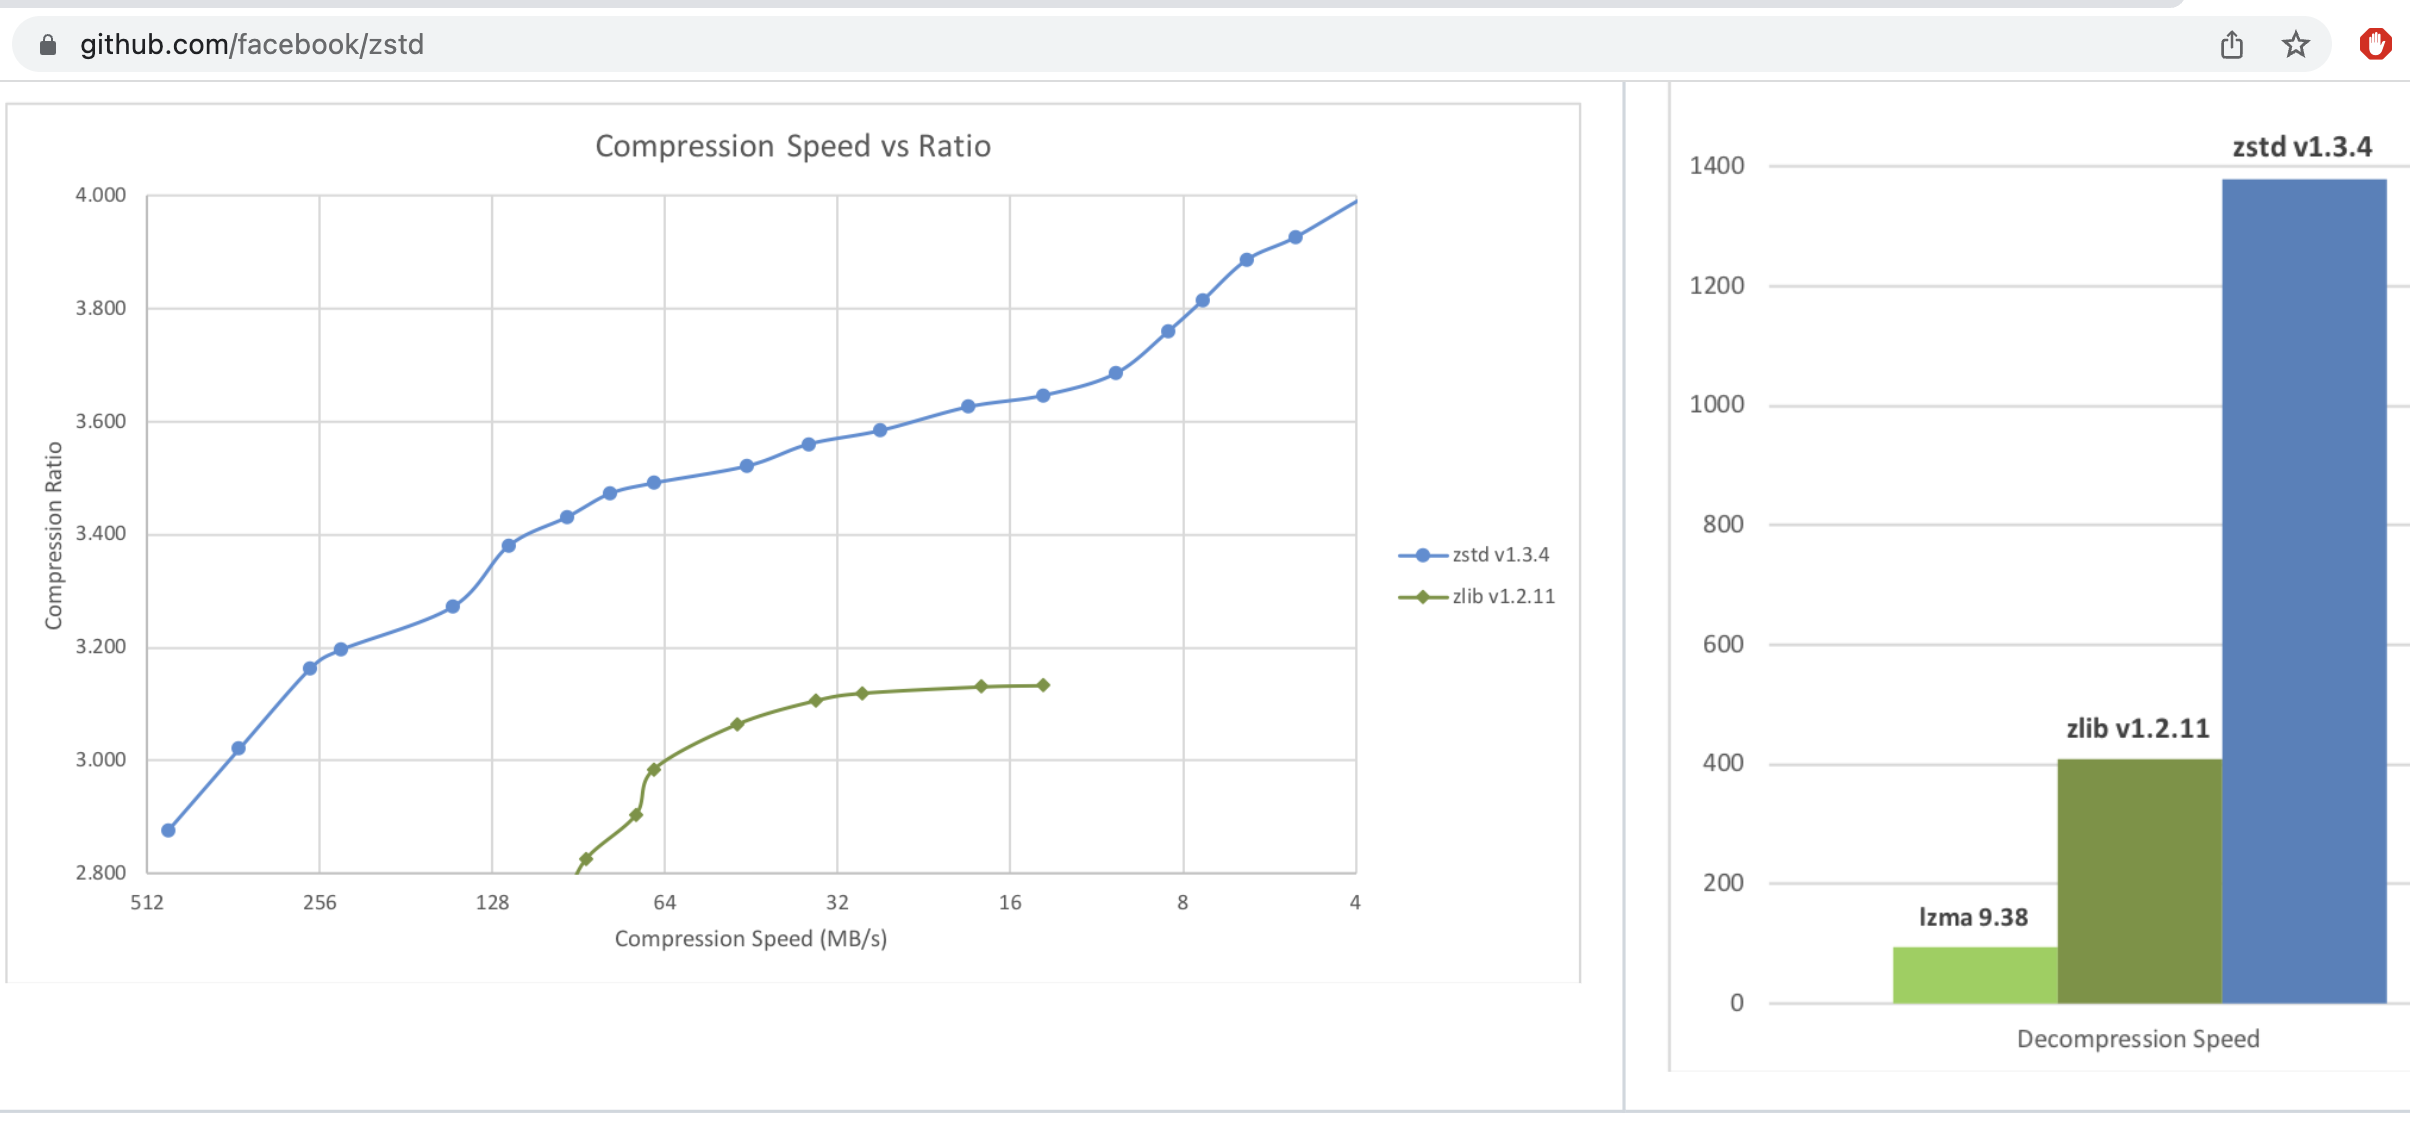 github.com/facebook/zstd
Compression Speed vs Ratio
4.000
3.800
3.600
3.400
3.200
3.000
2.800
Compression Ratio
512 256 128 64 32 16 8 4
Compression Speed (MB/s)
zstd v1.3.4
zlib v1.2.11
1400
1200
1000
800
600
400
200
0
zstd v1.3.4
zlib v1.2.11
lzma 9.38
Decompression Speed